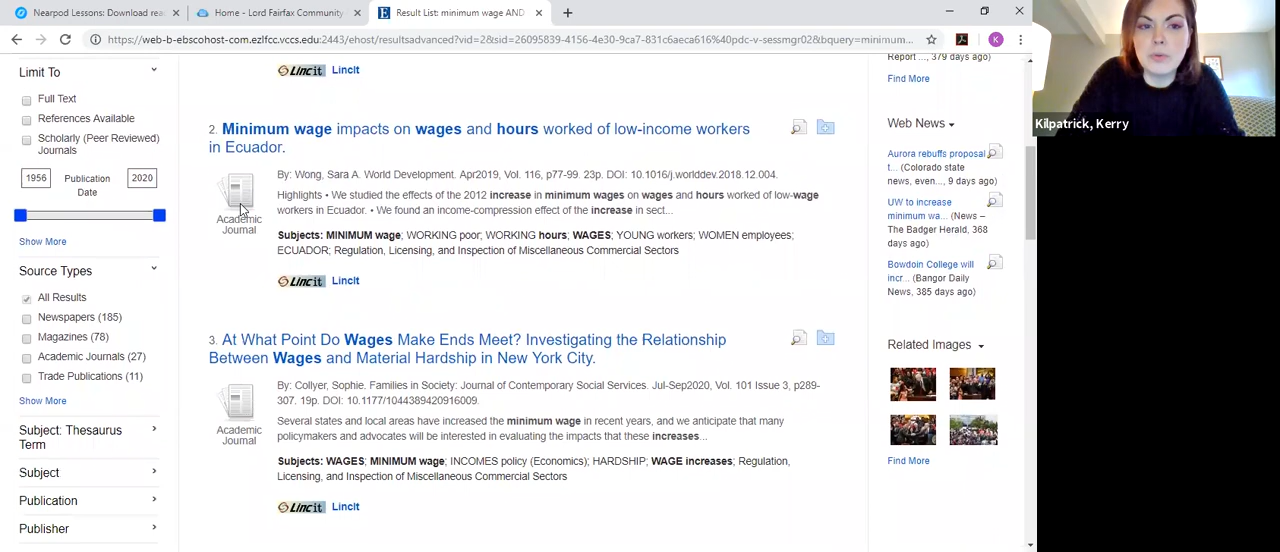 Nearpod Lessons: Download rea
Home - Lord Fairfax Community
Result List: minimum wage AND
https://web-b-ebscohost-com.ezlfcc.vccs.edu:2443/ehost/resultsadvanced?vid=2&sid=26095839-4156-4e30-9ca7-831c6aeca616%40pdc-v-sessmgr02&bquery=minimum...
K
Kilpatrick, Kerry
Limit To
Full Text
References Available
Scholarly (Peer Reviewed)
Journals
1956 Publication Date 2020
Show More
Source Types
All Results
Newspapers (185)
Magazines (78)
Academic Journals (27)
Trade Publications (11)
Show More
Subject: Thesaurus
Term
Subject
Publication
Publisher
Lincit LincIt
2. Minimum wage impacts on wages and hours worked of low-income workers
in Ecuador.
Academic
Journal
By: Wong, Sara A. World Development. Apr2019, Vol. 116, p77-99. 23p. DOI: 10.1016/j.worlddev.2018.12.004.
Highlights • We studied the effects of the 2012 increase in minimum wages on wages and hours worked of low-wage
workers in Ecuador. • We found an income-compression effect of the increase in sect...
Subjects: MINIMUM wage; WORKING poor; WORKING hours; WAGES; YOUNG workers; WOMEN employees;
ECUADOR; Regulation, Licensing, and Inspection of Miscellaneous Commercial Sectors
Lincit LincIt
3. At What Point Do Wages Make Ends Meet? Investigating the Relationship
Between Wages and Material Hardship in New York City.
Academic
Journal
By: Collyer, Sophie. Families in Society: Journal of Contemporary Social Services. Jul-Sep2020, Vol. 101 Issue 3, p289-
307. 19p. DOI: 10.1177/1044389420916009.
Several states and local areas have increased the minimum wage in recent years, and we anticipate that many
policymakers and advocates will be interested in evaluating the impacts that these increases...
Subjects: WAGES; MINIMUM wage; INCOMES policy (Economics); HARDSHIP; WAGE increases; Regulation,
Licensing, and Inspection of Miscellaneous Commercial Sectors
Lincit LincIt
Report ..., 379 days ago)
Find More
Web News
Aurora rebuffs proposal
t... (Colorado state
news, even..., 9 days ago)
UW to increase
minimum wa... (News –
The Badger Herald, 368
days ago)
Bowdoin College will
incr... (Bangor Daily
News, 385 days ago)
Related Images
Find More